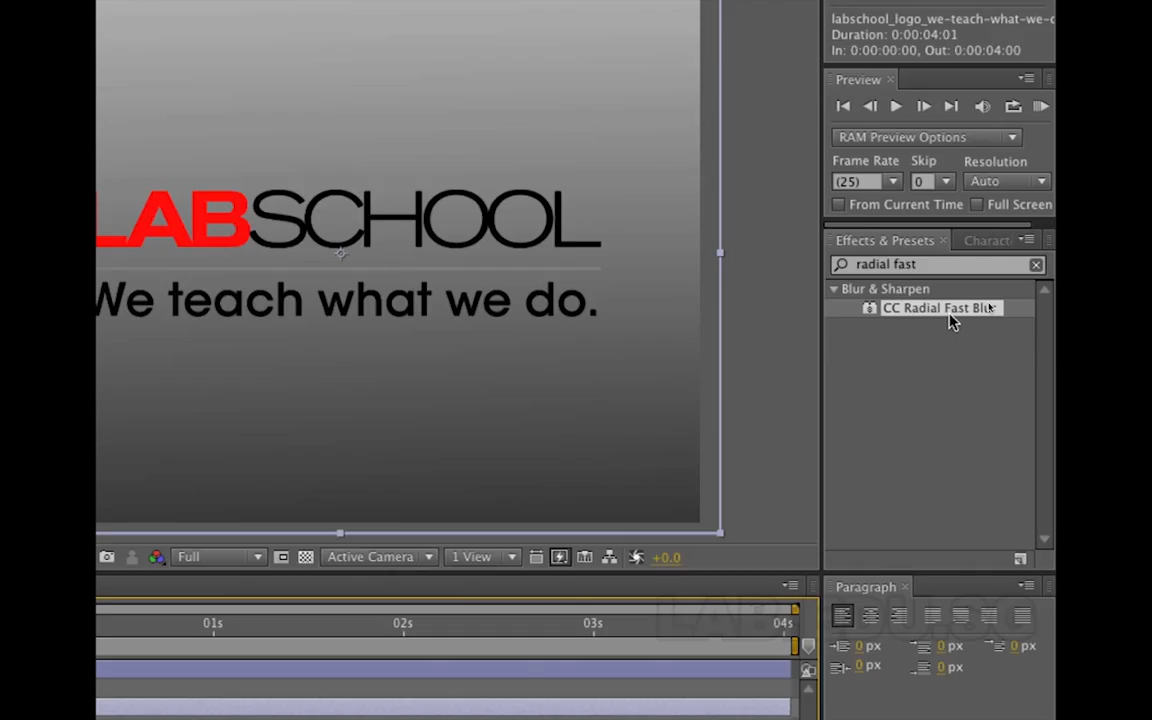 labschool_logo_we-teach-what-we-c
Duration: 0:00:04:01
In: 0:00:00:00, Out: 0:00:04:00
Preview
RAM Preview Options
Frame Rate Skip Resolution
(25) 0 Auto
From Current Time Full Screen
Effects & Presets Charact
radial fast
Blur & Sharpen
CC Radial Fast Blur
LABSCHOOL
We teach what we do.
Full Active Camera 1 View +0.0
01s 02s 03s 04s
Paragraph
0 px 0 px 0 px
0 px 0 px